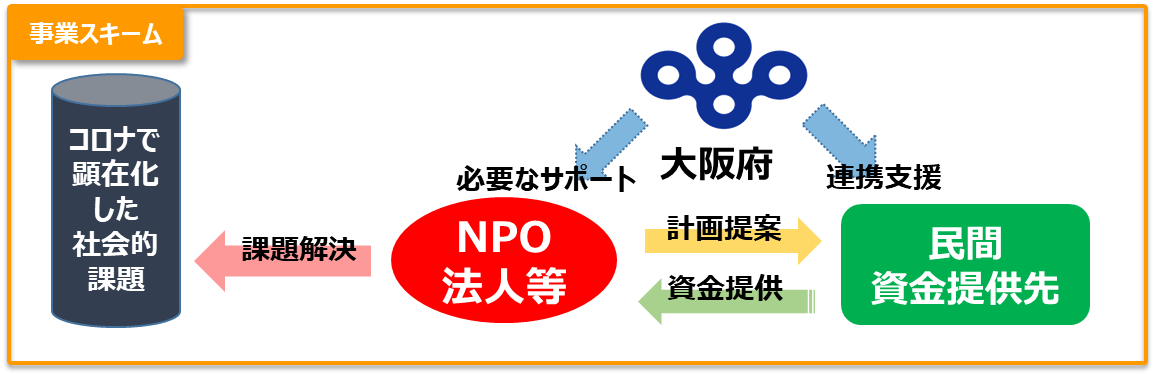 事業スキーム
コロナで
顕在化
した
社会的
課題
大阪府
必要なサポート
連携支援
課題解決
NPO
法人等
計画提案
資金提供
民間
資金提供先